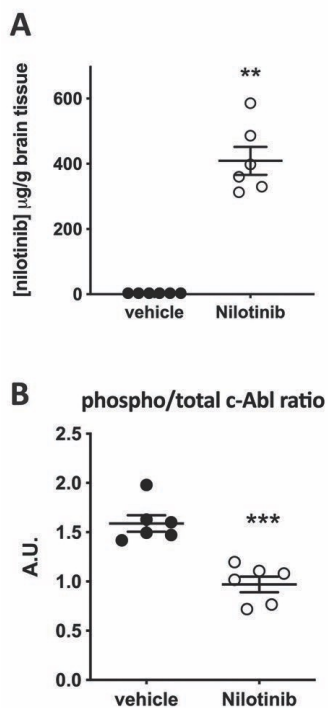 A
**
[nilotinib] μg/g brain tissue
600
400
200
0
vehicle
Nilotinib
B
phospho/total c-Abl ratio
A.U.
2.5
2.0
1.5
1.0
0.5
0.0
***
vehicle
Nilotinib